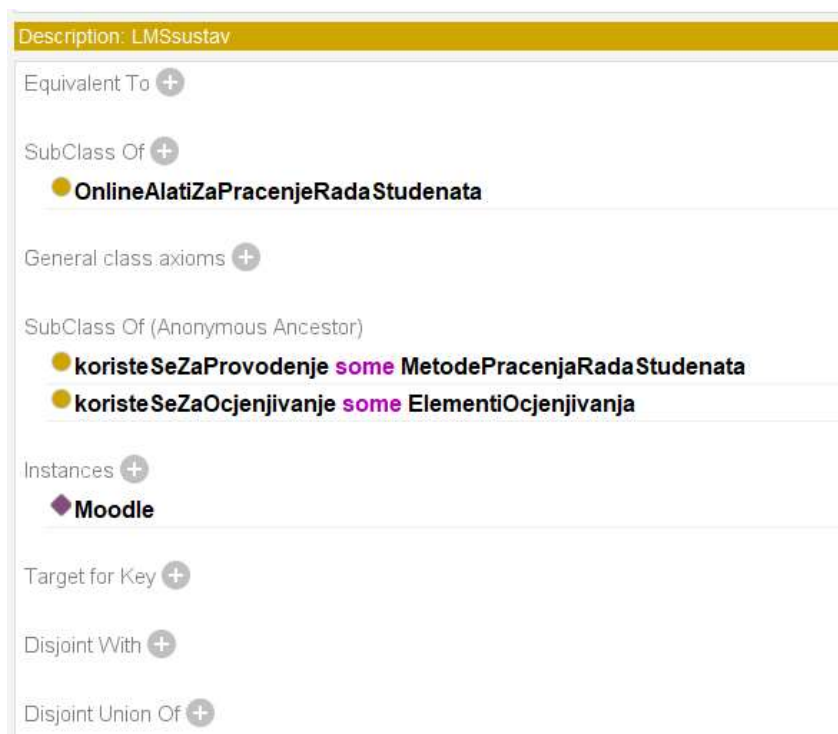 Description: LMSsustav
Equivalent To
SubClass Of
OnlineAlatiZaPracenjeRadaStudenata
General class axioms
SubClass Of (Anonymous Ancestor)
koristeSeZaProvodenje some MetodePracenjaRadaStudenata
koristeSeZaOcjenjivanje some ElementiOcjenjivanja
Instances
Moodle
Target for Key
Disjoint With
Disjoint Union Of